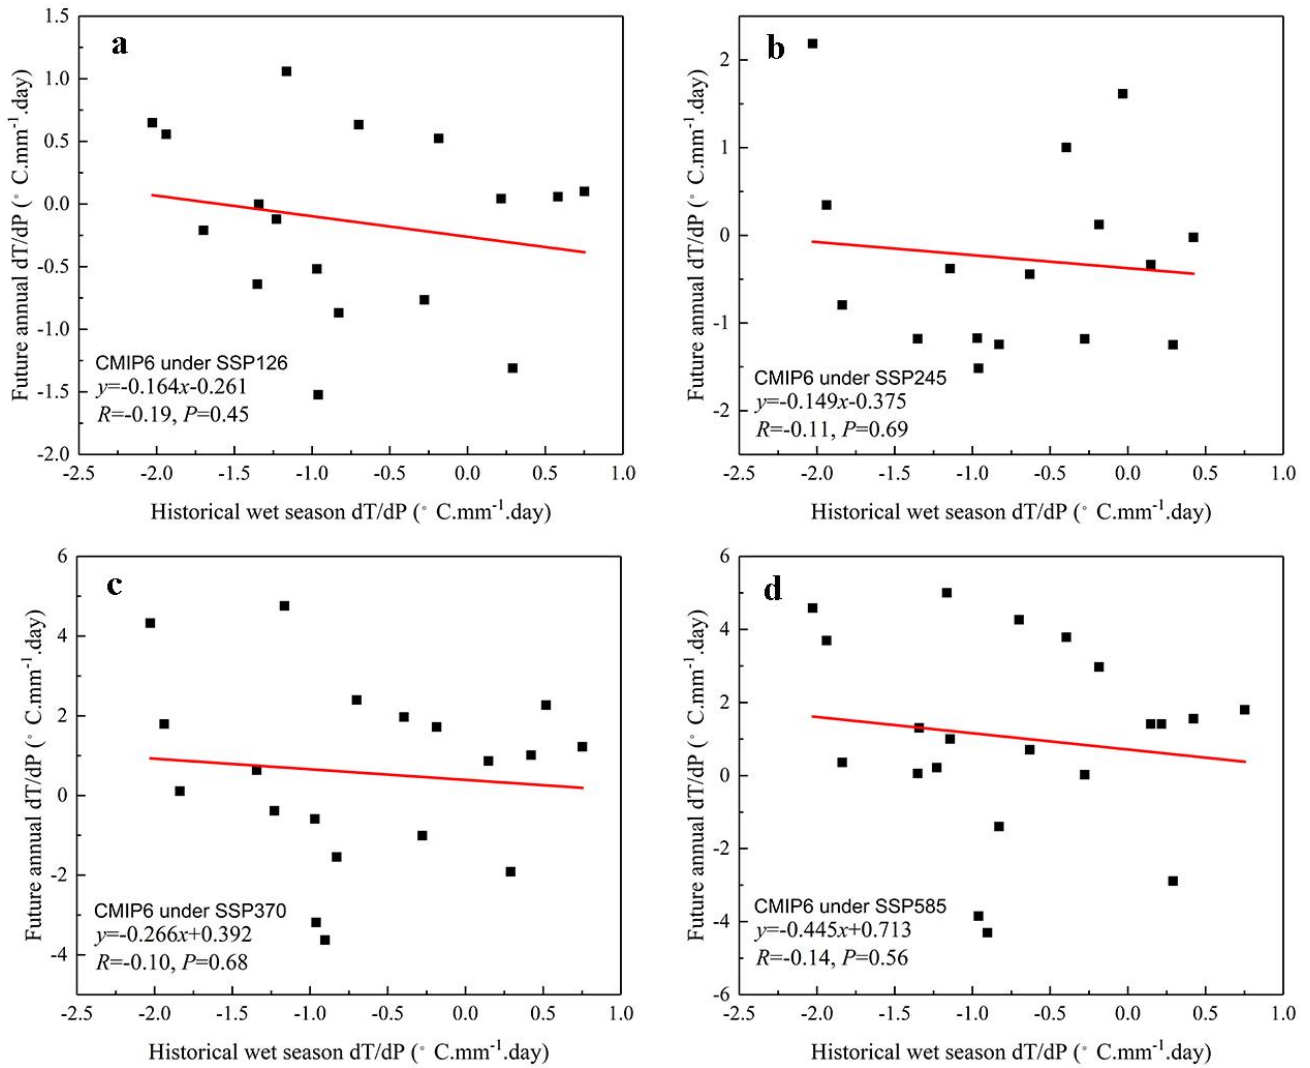 a
1.5
1.0
0.5
0.0
-0.5
-1.0
-1.5
-2.0
Future annual dT/dP (° C.mm-1.day)
CMIP6 under SSP126
y=-0.164x-0.261
R=-0.19, P=0.45
-2.5 -2.0 -1.5 -1.0 -0.5 0.0 0.5 1.0
Historical wet season dT/dP (° C.mm-1.day)
b
2
1
0
-1
-2
Future annual dT/dP (° C.mm-1.day)
CMIP6 under SSP245
y=-0.149x-0.375
R=-0.11, P=0.69
-2.5 -2.0 -1.5 -1.0 -0.5 0.0 0.5 1.0
Historical wet season dT/dP (° C.mm-1.day)
c
6
4
2
0
-2
-4
Future annual dT/dP (° C.mm-1.day)
CMIP6 under SSP370
y=-0.266x+0.392
R=-0.10, P=0.68
-2.5 -2.0 -1.5 -1.0 -0.5 0.0 0.5 1.0
Historical wet season dT/dP (° C.mm-1.day)
d
6
4
2
0
-2
-4
-6
Future annual dT/dP (° C.mm-1.day)
CMIP6 under SSP585
y=-0.445x+0.713
R=-0.14, P=0.56
-2.5 -2.0 -1.5 -1.0 -0.5 0.0 0.5 1.0
Historical wet season dT/dP (° C.mm-1.day)